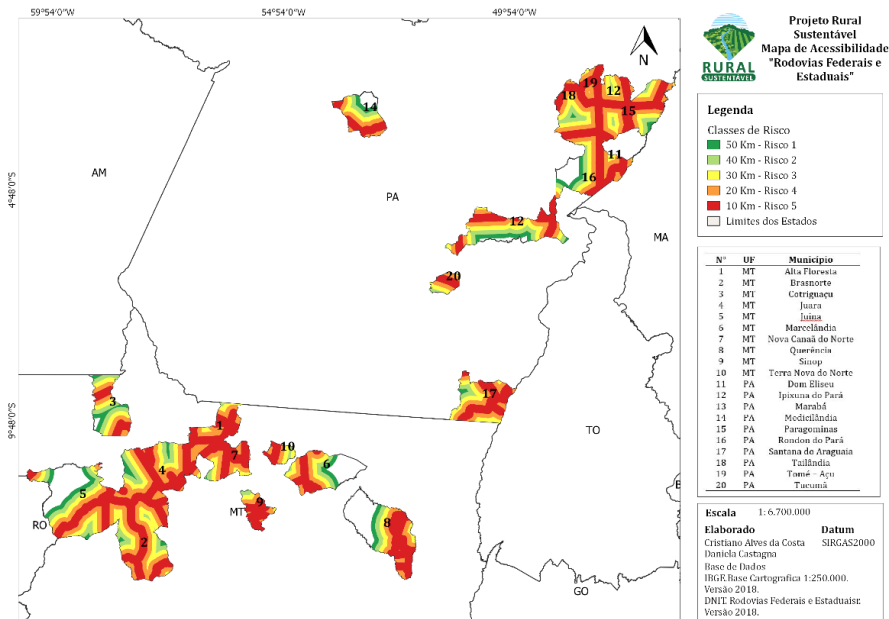 59°54'0"W
54°54'0"W
49°54'0"W
4°48'0"S
9°48'0"S
N
AM
PA
MA
TO
MT
RO
GO
14
19
12
18
15
11
16
12
20
17
3
1
10
7
6
4
5
9
8
2
RURAL
SUSTENTÁVEL
Projeto Rural
Sustentável
Mapa de Acessibilidade
"Rodovias Federais e
Estaduais"
Legenda
Classes de Risco
50 Km - Risco 1
40 Km - Risco 2
30 Km - Risco 3
20 Km - Risco 4
10 Km - Risco 5
Limites dos Estados
N° UF Município
1 MT Alta Floresta
2 MT Brasnorte
3 MT Cotriguaçu
4 MT Juara
5 MT Juína
6 MT Marcelândia
7 MT Nova Canaã do Norte
8 MT Querência
9 MT Sinop
10 MT Terra Nova do Norte
11 PA Dom Eliseu
12 PA Ipixuna do Pará
13 PA Marabá
14 PA Medicilândia
15 PA Paragominas
16 PA Rondon do Pará
17 PA Santana do Araguaia
18 PA Tailândia
19 PA Tomé - Açu
20 PA Tucumã
Escala 1:6.700.000
Elaborado Datum
Cristiano Alves da Costa SIRGAS2000
Daniela Castagna
Base de Dados
IBGE.Base Cartografica 1:250.000.
Versão 2018.
DNIT. Rodovias Federais e Estaduais.
Versão 2018.